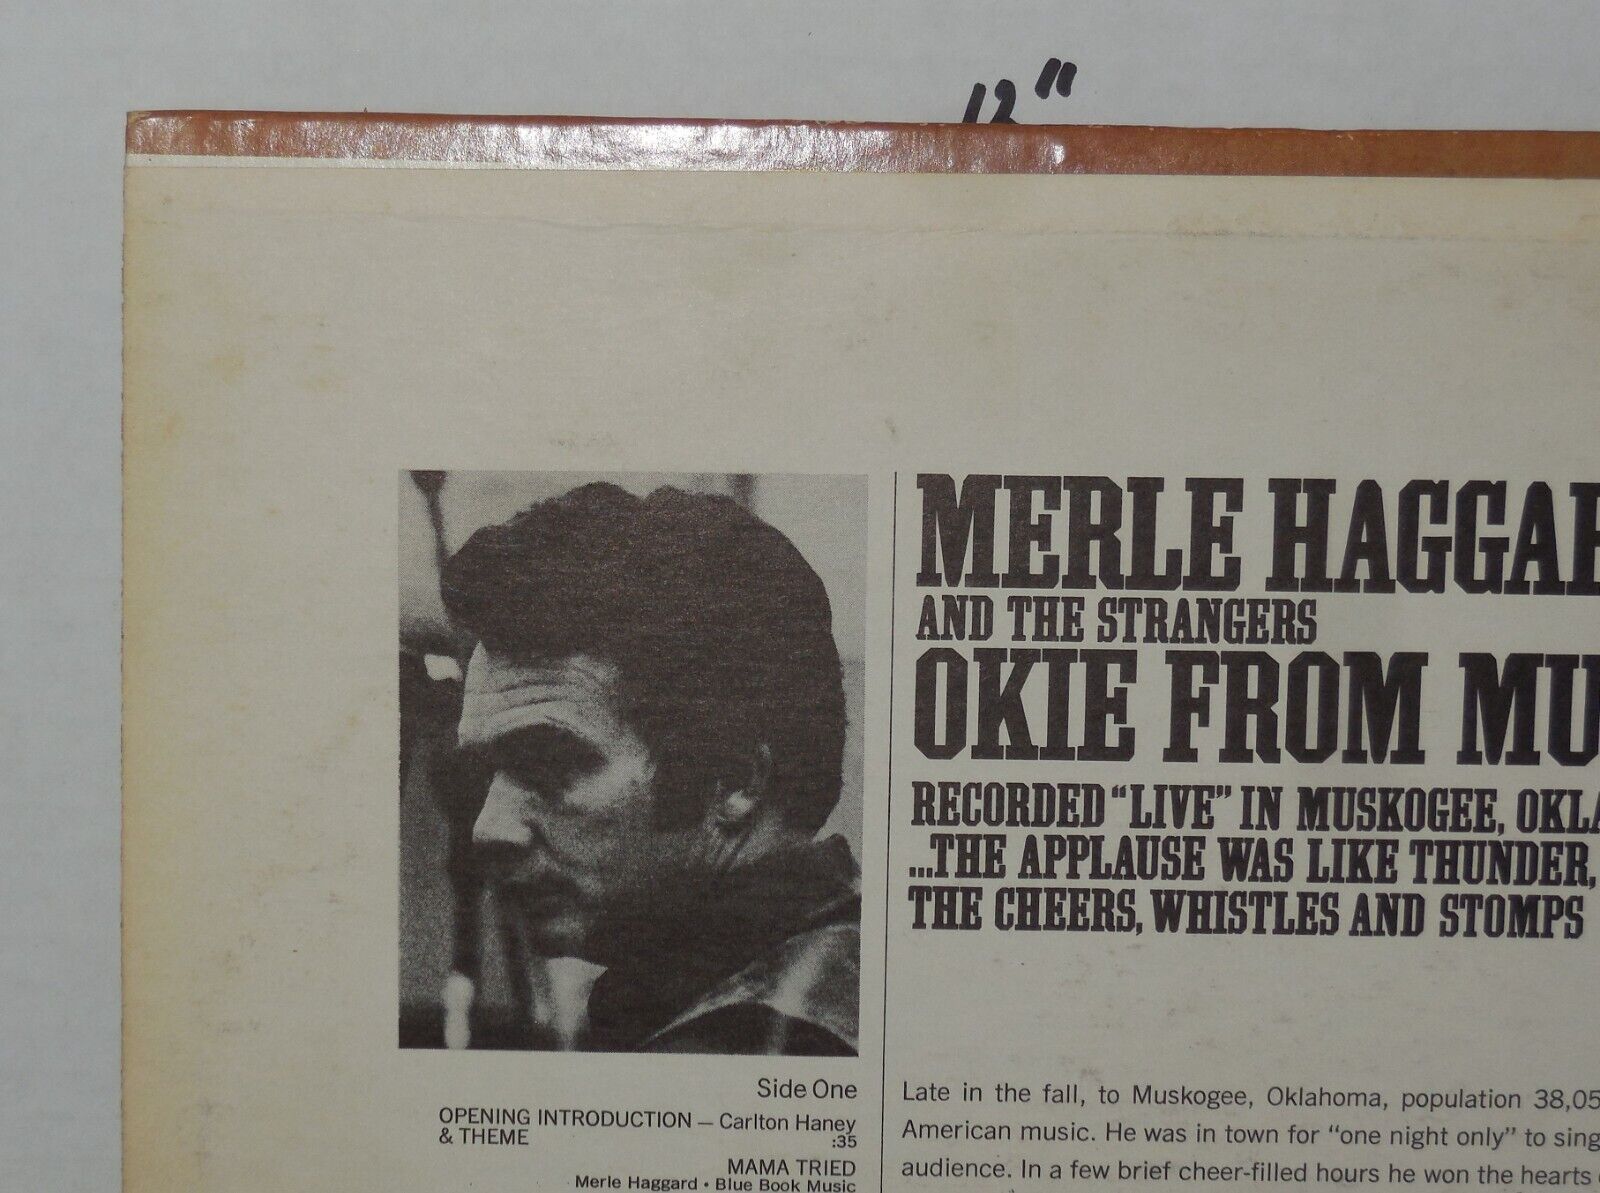 12"
MERLE HAGGAR
AND THE STRANGERS
OKIE FROM MU
RECORDED "LIVE" IN MUSKOGEE, OKLA
...THE APPLAUSE WAS LIKE THUNDER,
THE CHEERS, WHISTLES AND STOMPS
Side One
OPENING INTRODUCTION — Carlton Haney
& THEME :35
MAMA TRIED
Merle Haggard • Blue Book Music
Late in the fall, to Muskogee, Oklahoma, population 38,05
American music. He was in town for "one night only" to sing
audience. In a few brief cheer-filled hours he won the hearts